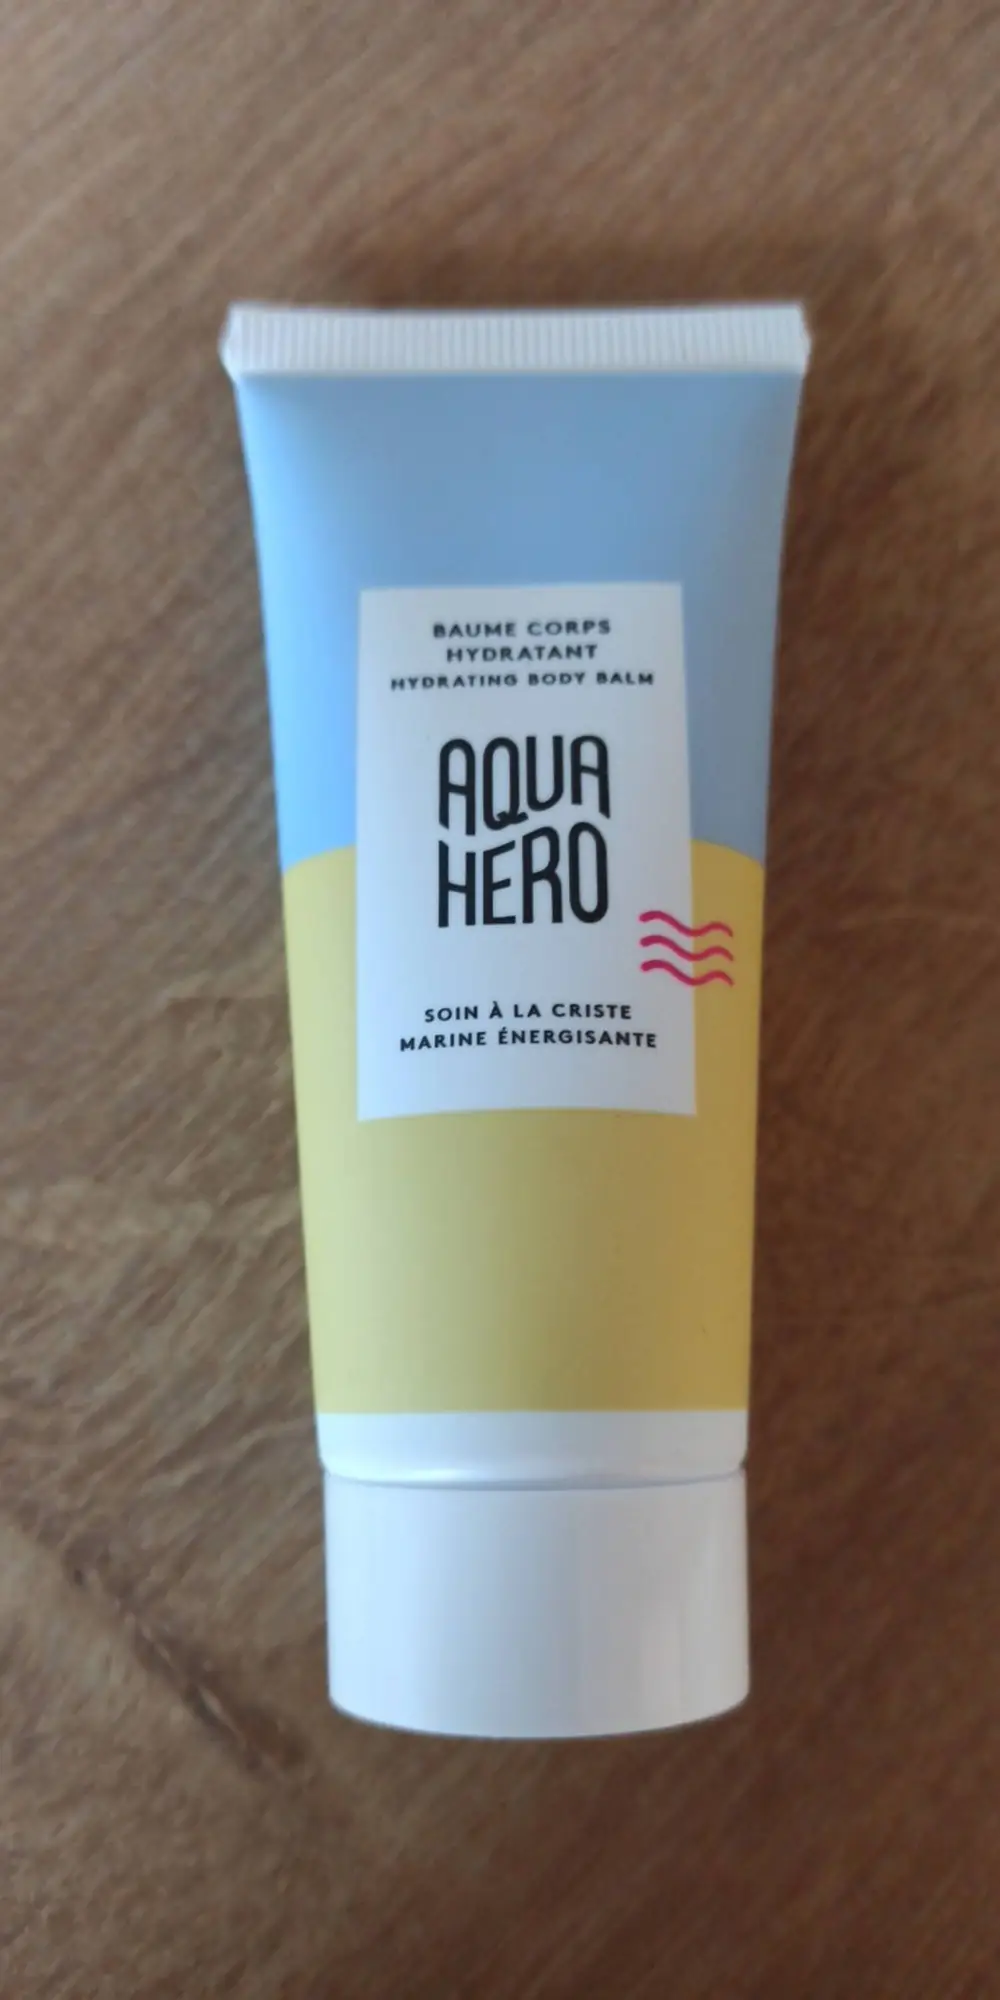 BAUME CORPS
HYDRATANT
HYDRATING BODY BALM
AQUA
HERO
SOIN À LA CRISTE
MARINE ÉNERGISANTE